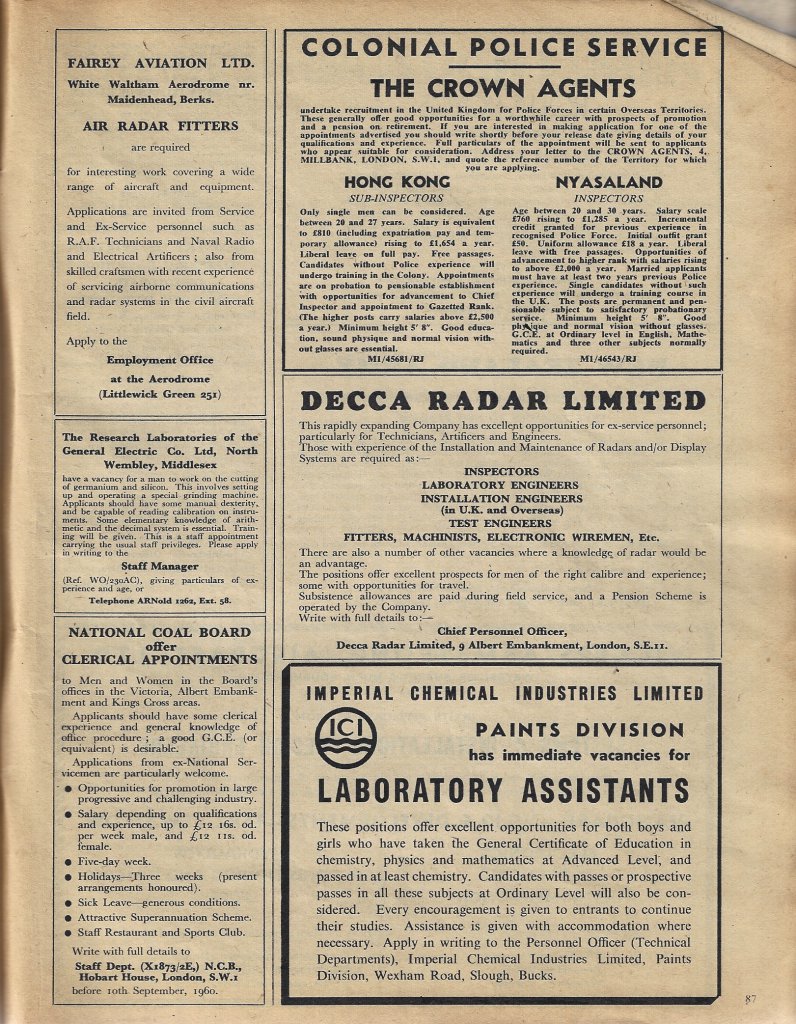 FAIREY AVIATION LTD.
White Waltham Aerodrome nr.
Maidenhead, Berks.
AIR RADAR FITTERS
are required
for interesting work covering a wide
range of aircraft and equipment.
Applications are invited from Service
and Ex-Service personnel such as
R.A.F. Technicians and Naval Radio
and Electrical Artificers ; also from
skilled craftsmen with recent experience
of servicing airborne communications
and radar systems in the civil aircraft
field.
Apply to the
Employment Office
at the Aerodrome
(Littlewick Green 251)
The Research Laboratories of the
General Electric Co. Ltd, North
Wembley, Middlesex
have a vacancy for a man to work on the cutting
of germanium and silicon. This involves setting
up and operating a special grinding machine.
Applicants should have some manual dexterity,
and be capable of reading calibration on instru-
ments. Some elementary knowledge of arith-
metic and the decimal system is essential. Train-
ing will be given. This is a staff appointment
carrying the usual staff privileges. Please apply
in writing to the
Staff Manager
(Ref. WO/230AC), giving particulars of ex-
perience and age, or
Telephone ARNold 1262, Ext. 58.
NATIONAL COAL BOARD
offer
CLERICAL APPOINTMENTS
to Men and Women in the Board's
offices in the Victoria, Albert Embank-
ment and Kings Cross areas.
Applicants should have some clerical
experience and general knowledge of
office procedure ; a good G.C.E. (or
equivalent) is desirable.
Applications from ex-National Ser-
vicemen are particularly welcome.
● Opportunities for promotion in large
progressive and challenging industry.
● Salary depending on qualifications
and experience, up to £12 16s. od.
per week male, and £12 11s. od.
female.
● Five-day week.
● Holidays—Three weeks (present
arrangements honoured).
● Sick Leave—generous conditions.
● Attractive Superannuation Scheme.
● Staff Restaurant and Sports Club.
Write with full details to
Staff Dept. (X1873/2E,) N.C.B.,
Hobart House, London, S.W.1
before 10th September, 1960.
COLONIAL POLICE SERVICE
THE CROWN AGENTS
undertake recruitment in the United Kingdom for Police Forces in certain Overseas Territories.
These generally offer good opportunities for a worthwhile career with prospects of promotion
and a pension on retirement. If you are interested in making application for one of the
appointments advertised you should write shortly before your release date giving details of your
qualifications and experience. Full particulars of the appointment will be sent to applicants
who appear suitable for consideration. Address your letter to the CROWN AGENTS, 4,
MILLBANK, LONDON, S.W.1, and quote the reference number of the Territory for which
you are applying.
HONG KONG
SUB-INSPECTORS
Only single men can be considered. Age
between 20 and 27 years. Salary is equivalent
to £810 (including expatriation pay and tem-
porary allowance) rising to £1,654 a year.
Liberal leave on full pay. Free passages.
Candidates without Police experience will
undergo training in the Colony. Appointments
are on probation to pensionable establishment
with opportunities for advancement to Chief
Inspector and appointment to Gazetted Rank.
(The higher posts carry salaries above £2,500
a year.) Minimum height 5' 8". Good educa-
tion, sound physique and normal vision with-
out glasses are essential.
M1/45681/RJ
NYASALAND
INSPECTORS
Age between 20 and 30 years. Salary scale
£760 rising to £1,285 a year. Incremental
credit granted for previous experience in
recognised Police Force. Initial outfit grant
£50. Uniform allowance £18 a year. Liberal
leave with free passages. Opportunities of
advancement to higher rank with salaries rising
to above £2,000 a year. Married applicants
must have at least two years previous Police
experience. Single candidates without such
experience will undergo a training course in
the U.K. The posts are permanent and pen-
sionable subject to satisfactory probationary
service. Minimum height 5' 8". Good
physique and normal vision without glasses.
G.C.E. at Ordinary level in English, Mathe-
matics and three other subjects normally
required.
M1/46543/RJ
DECCA RADAR LIMITED
This rapidly expanding Company has excellent opportunities for ex-service personnel;
particularly for Technicians, Artificers and Engineers.
Those with experience of the Installation and Maintenance of Radars and/or Display
Systems are required as:—
INSPECTORS
LABORATORY ENGINEERS
INSTALLATION ENGINEERS
(in U.K. and Overseas)
TEST ENGINEERS
FITTERS, MACHINISTS, ELECTRONIC WIREMEN, Etc.
There are also a number of other vacancies where a knowledge of radar would be
an advantage.
The positions offer excellent prospects for men of the right calibre and experience;
some with opportunities for travel.
Subsistence allowances are paid during field service, and a Pension Scheme is
operated by the Company.
Write with full details to:—
Chief Personnel Officer,
Decca Radar Limited, 9 Albert Embankment, London, S.E.11.
IMPERIAL CHEMICAL INDUSTRIES LIMITED
ICI
PAINTS DIVISION
has immediate vacancies for
LABORATORY ASSISTANTS
These positions offer excellent opportunities for both boys and
girls who have taken the General Certificate of Education in
chemistry, physics and mathematics at Advanced Level, and
passed in at least chemistry. Candidates with passes or prospective
passes in all these subjects at Ordinary Level will also be con-
sidered. Every encouragement is given to entrants to continue
their studies. Assistance is given with accommodation where
necessary. Apply in writing to the Personnel Officer (Technical
Departments), Imperial Chemical Industries Limited, Paints
Division, Wexham Road, Slough, Bucks.
87